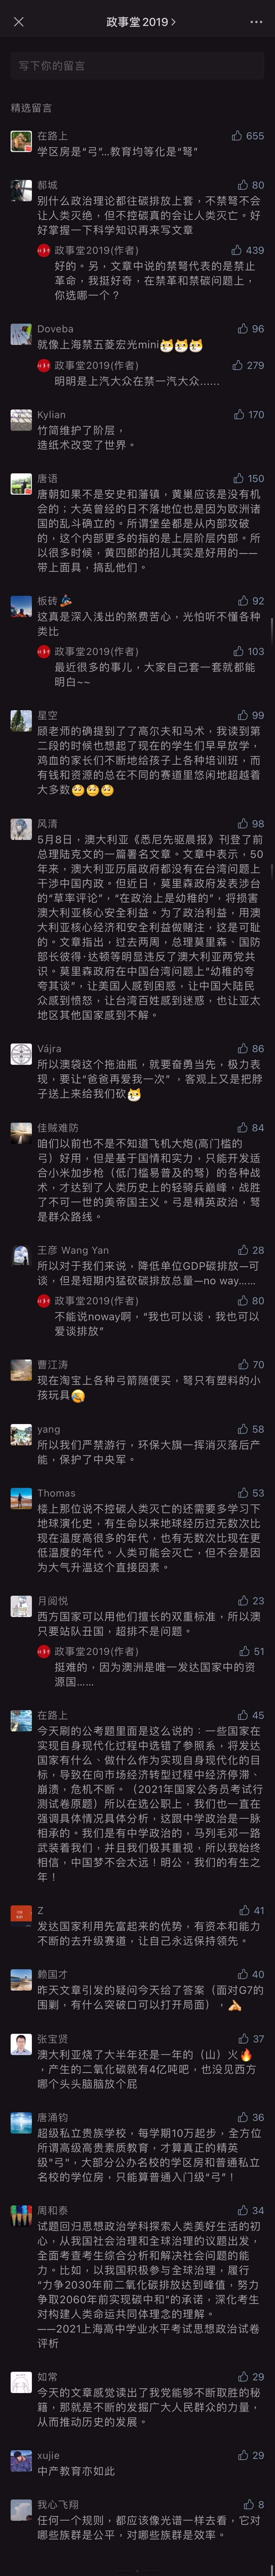 政事堂2019
写下你的留言
精选留言
在路上
655
学区房是“弓”…教育均等化是“弩”
郝城
80
别什么政治理论都往碳排放上套，不禁弩不会
让人类灭绝，但不控碳真的会让人类灭亡。好
好掌握一下科学知识再来写文章
政事堂2019(作者)
439
好的。另，文章中说的禁弩代表的是禁止
革命，我挺好奇，在禁革和禁碳问题上，
你选哪一个？
Doveba
96
就像上海禁五菱宏光mini
政事堂2019(作者)
279
明明是上汽大众在禁一汽大众……
Kylian
170
竹简维护了阶层，
造纸术改变了世界。
唐语
150
唐朝如果不是安史和藩镇，黄巢应该是没有机
会的；大英曾经的日不落地位也是因为欧洲诸
国的乱斗确立的。所谓堡垒都是从内部攻破
的，这个内部更多的指的是上层阶层内部。所
以很多时候，黄四郎的招儿其实是好用的——
带上面具，搞乱他们。
板砖
92
这真是深入浅出的煞费苦心，光怕听不懂各种
类比
政事堂2019(作者)
103
最近很多的事儿，大家自己套一套就都能
明白~~
星空
99
顾老师的确提到了了高尔夫和马术，我读到第
二段的时候也想起了现在的学生们早早放学，
鸡血的家长们不断地给孩子上各种培训班，而
有钱和资源的总在不同的赛道里悠闲地超越着
大多数
风清
98
5月8日，澳大利亚《悉尼先驱晨报》刊登了前
总理陆克文的一篇署名文章。文章中表示，50
年来，澳大利亚历届政府都没有在台湾问题上
干涉中国内政。但近日，莫里森政府发表涉台
的“草率评论”，“在政治上是幼稚的”，将损害
澳大利亚核心安全利益。为了政治利益，用澳
大利亚核心经济和安全利益做赌注，这是可耻
的。文章指出，过去两周，总理莫里森、国防
部长彼得·达顿等明显违反了澳大利亚两党共
识。莫里森政府在中国台湾问题上“幼稚的夸
夸其谈”，让美国人感到困惑，让中国大陆民
众感到愤怒，让台湾百姓感到迷惑，也让亚太
地区其他国家感到不解。
Vájra
86
所以澳袋这个拖油瓶，就要奋勇当先，极力表
现，要让“爸爸再爱我一次” ，客观上又是把脖
子送上来给我们砍
佳贼难防
84
咱们以前也不是不知道飞机大炮(高门槛的
弓）好用，但是基于国情和实力，只能开发适
合小米加步枪（低门槛易普及的弩）的各种战
术，才达到了人类历史上的轻骑兵巅峰，战胜
了不可一世的美帝国主义。弓是精英政治，弩
是群众路线。
王彦 Wang Yan
28
所以对于我们来说，降低单位GDP碳排放—可
谈，但是短期内猛砍碳排放总量—no way……
政事堂2019(作者)
80
不能说noway啊，“我也可以谈，我也可以
爱谈排放”
曹江涛
70
现在淘宝上各种弓箭随便买，弩只有塑料的小
孩玩具
yang
58
所以我们严禁游行，环保大旗一挥消灭落后产
能，保护了中央军。
Thomas
53
楼上那位说不控碳人类灭亡的还需要多学习下
地球演化史，有生命以来地球经历过无数次比
现在温度高很多的年代，也有无数次比现在更
低温度的年代。人类可能会灭亡，但不会是因
为大气升温这个直接因素。
月阅悦
23
西方国家可以用他们擅长的双重标准，所以澳
只要站队丑国，超排不是问题。
政事堂2019(作者)
51
挺难的，因为澳洲是唯一发达国家中的资
源国……
在路上
45
今天刷的公考题里面是这么说的：一些国家在
实现自身现代化过程中选错了参照系，将发达
国家有什么、做什么作为实现自身现代化的目
标，导致在向市场经济转型过程中经济停滞、
崩溃，危机不断。（2021年国家公务员考试行
测试卷原题）所以在选公职上，我们也一直在
强调具体情况具体分析，这跟中学政治是一脉
相承的。我们是有中学政治的，马列毛邓一路
武装着我们，并且我们极其重视，所以我始终
相信，中国梦不会太远！明公，我们的有生之
年！
Z
41
发达国家利用先富起来的优势，有资本和能力
不断的去升级赛道，让自己永远保持领先。
赖国才
40
昨天文章引发的疑问今天给了答案（面对G7的
围剿，有什么突破口可以打开局面），
张宝贤
37
澳大利亚烧了大半年还是一年的（山）火
，产生的二氧化碳就有4亿吨吧，也没见西方
哪个头头脑脑放个屁
唐涌钧
36
超级私立贵族学校，每学期10万起步，全方位
所谓高级高贵素质教育，才算真正的精英
级“弓”，大部分公办名校的学区房和普通私立
名校的学位房，只能算普通入门级“弓”！
周和泰
34
试题回归思想政治学科探索人类美好生活的初
心，从我国社会治理和全球治理的议题出发，
全面考查考生综合分析和解决社会问题的能
力。比如，以我国积极参与全球治理，履行
“力争2030年前二氧化碳排放达到峰值，努力
争取2060年前实现碳中和”的承诺，深化考生
对构建人类命运共同体理念的理解。
——2021上海高中学业水平考试思想政治试卷
评析
如常
29
今天的文章感觉读出了我党能够不断取胜的秘
籍，那就是不断的发掘广大人民群众的力量，
从而推动历史的发展。
xujie
29
中产教育亦如此
我心飞翔
8
任何一个规则，都应该像光谱一样去看，它对
哪些族群是公平，对哪些族群是效率。